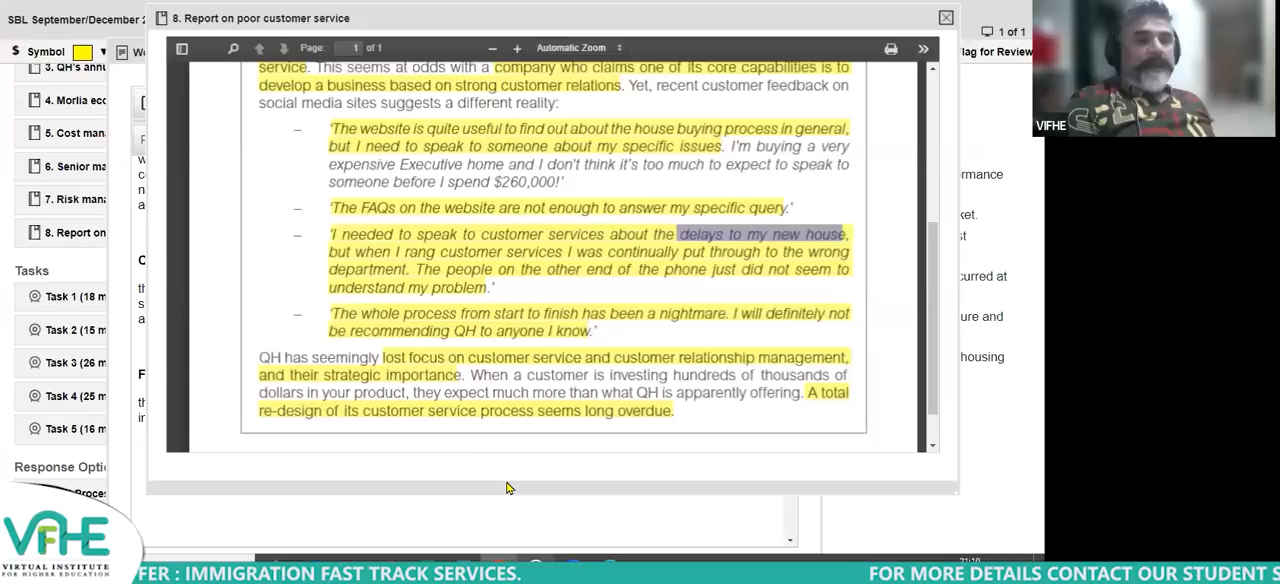 SBL September/December 2
8. Report on poor customer service
1 of 1
Symbol
Flag for Review
Page: 1 of 1
Automatic Zoom
3. QH's annu
4. Morlia eco
5. Cost man
6. Senior ma
7. Risk mana
8. Report on
Tasks
Task 1 (18 m
Task 2 (15 m
Task 3 (26 m
Task 4 (25 m
Task 5 (16 m
Response Optio
service. This seems at odds with a company who claims one of its core capabilities is to
develop a business based on strong customer relations. Yet, recent customer feedback on
social media sites suggests a different reality:
– 'The website is quite useful to find out about the house buying process in general,
but I need to speak to someone about my specific issues. I'm buying a very
expensive Executive home and I don't think it's too much to expect to speak to
someone before I spend $260,000!'
– 'The FAQs on the website are not enough to answer my specific query.'
– 'I needed to speak to customer services about the delays to my new house,
but when I rang customer services I was continually put through to the wrong
department. The people on the other end of the phone just did not seem to
understand my problem.'
– 'The whole process from start to finish has been a nightmare. I will definitely not
be recommending QH to anyone I know.'
QH has seemingly lost focus on customer service and customer relationship management,
and their strategic importance. When a customer is investing hundreds of thousands of
dollars in your product, they expect much more than what QH is apparently offering. A total
re-design of its customer service process seems long overdue.
ormance
ket.
st
curred at
ure and
housing
VIFHE
VIFHE
VIRTUAL INSTITUTE
FOR HIGHER EDUCATION
FER : IMMIGRATION FAST TRACK SERVICES.
FOR MORE DETAILS CONTACT OUR STUDENT S